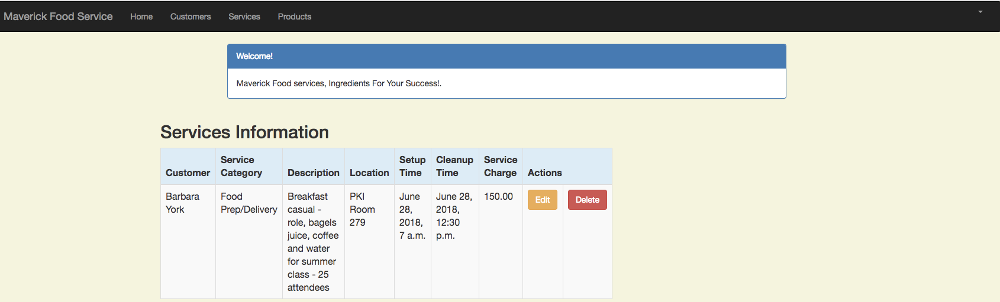 Maverick Food Service Home Customers Services Products
Welcome!
Maverick Food services, Ingredients For Your Success!.
Services Information
Customer
Service
Category
Description
Location
Setup
Time
Cleanup
Time
Service
Charge
Actions
Barbara
York
Food
Prep/Delivery
Breakfast
casual -
role, bagels
juice, coffee
and water
for summer
class - 25
attendees
PKI
Room
279
June
28,
2018,
7 a.m.
June 28,
2018,
12:30
p.m.
150.00
Edit
Delete